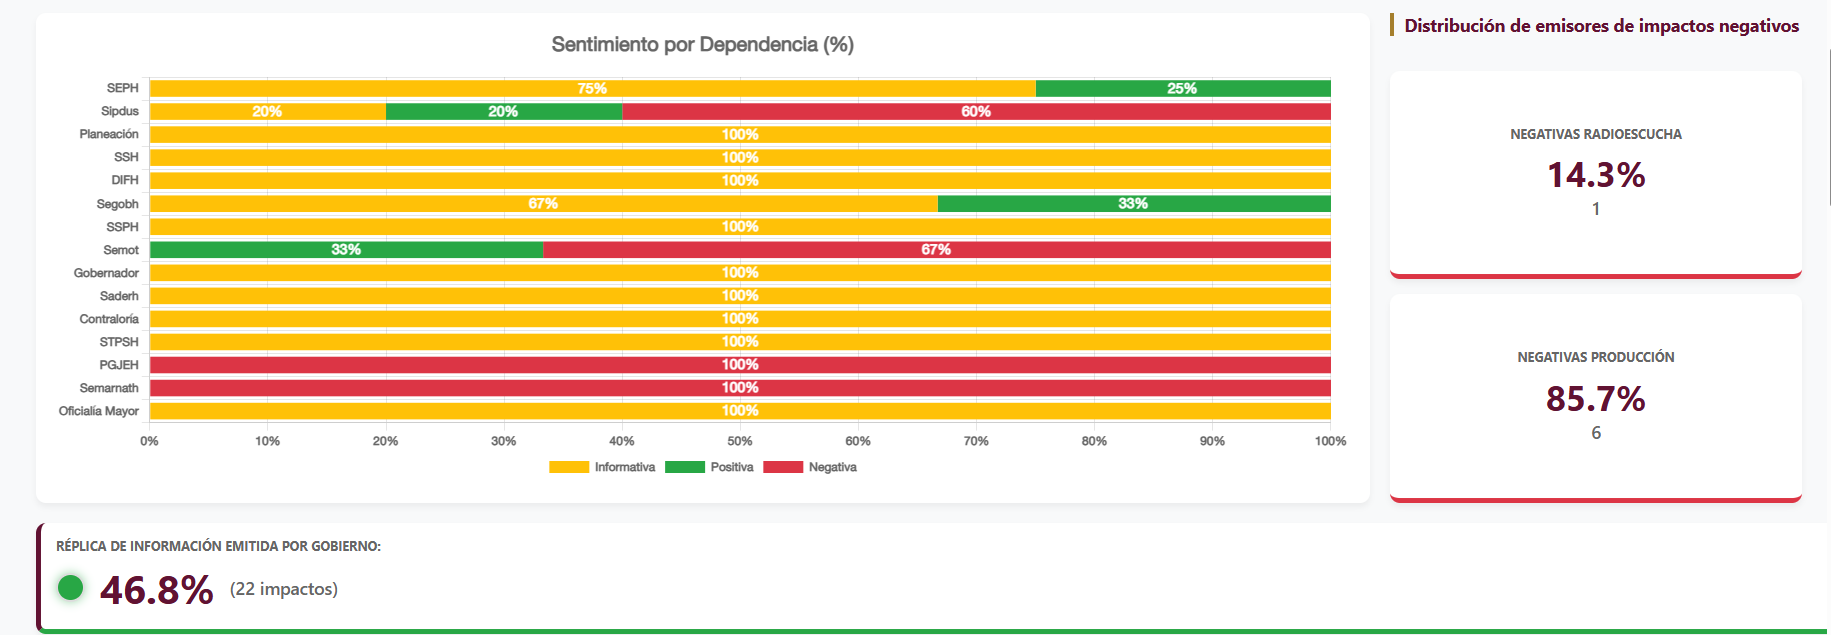 Sentimiento por Dependencia (%)
SEPH 75% 25%
Sipdus 20% 20% 60%
Planeación 100%
SSH 100%
DIFH 100%
Segobh 67% 33%
SSPH 100%
Semot 33% 67%
Gobernador 100%
Saderh 100%
Contraloría 100%
STPSH 100%
PGJEH 100%
Semarnath 100%
Oficialía Mayor 100%
0% 10% 20% 30% 40% 50% 60% 70% 80% 90% 100%
Informativa Positiva Negativa
Distribución de emisores de impactos negativos
NEGATIVAS RADIOESCUCHA
14.3%
1
NEGATIVAS PRODUCCIÓN
85.7%
6
RÉPLICA DE INFORMACIÓN EMITIDA POR GOBIERNO:
46.8% (22 impactos)